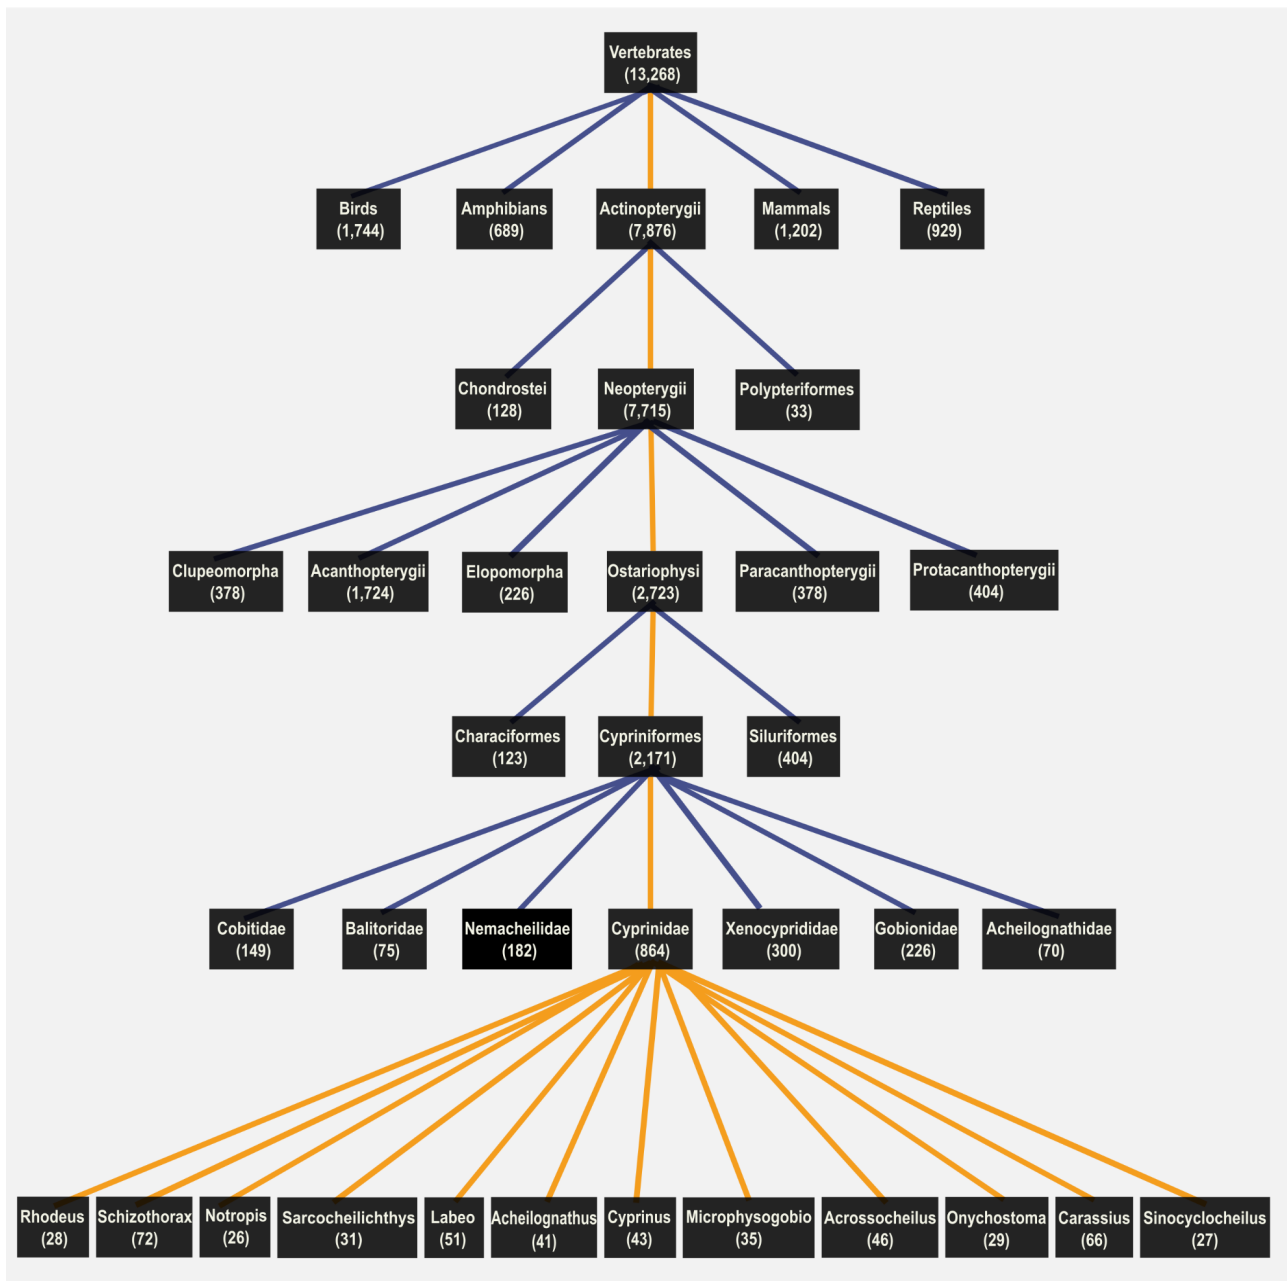 Vertebrates
(13,268)
Birds
(1,744)
Amphibians
(689)
Actinopterygii
(7,876)
Mammals
(1,202)
Reptiles
(929)
Chondrostei
(128)
Neopterygii
(7,715)
Polypteriformes
(33)
Clupeomorpha
(378)
Acanthopterygii
(1,724)
Elopomorpha
(226)
Ostariophysi
(2,723)
Paracanthopterygii
(378)
Protacanthopterygii
(404)
Characiformes
(123)
Cypriniformes
(2,171)
Siluriformes
(404)
Cobitidae
(149)
Balitoridae
(75)
Nemacheilidae
(182)
Cyprinidae
(864)
Xenocyprididae
(300)
Gobionidae
(226)
Acheilognathidae
(70)
Rhodeus
(28)
Schizothorax
(72)
Notropis
(26)
Sarcocheilichthys
(31)
Labeo
(51)
Acheilognathus
(41)
Cyprinus
(43)
Microphysogobio
(35)
Acrossocheilus
(46)
Onychostoma
(29)
Carassius
(66)
Sinocyclocheilus
(27)